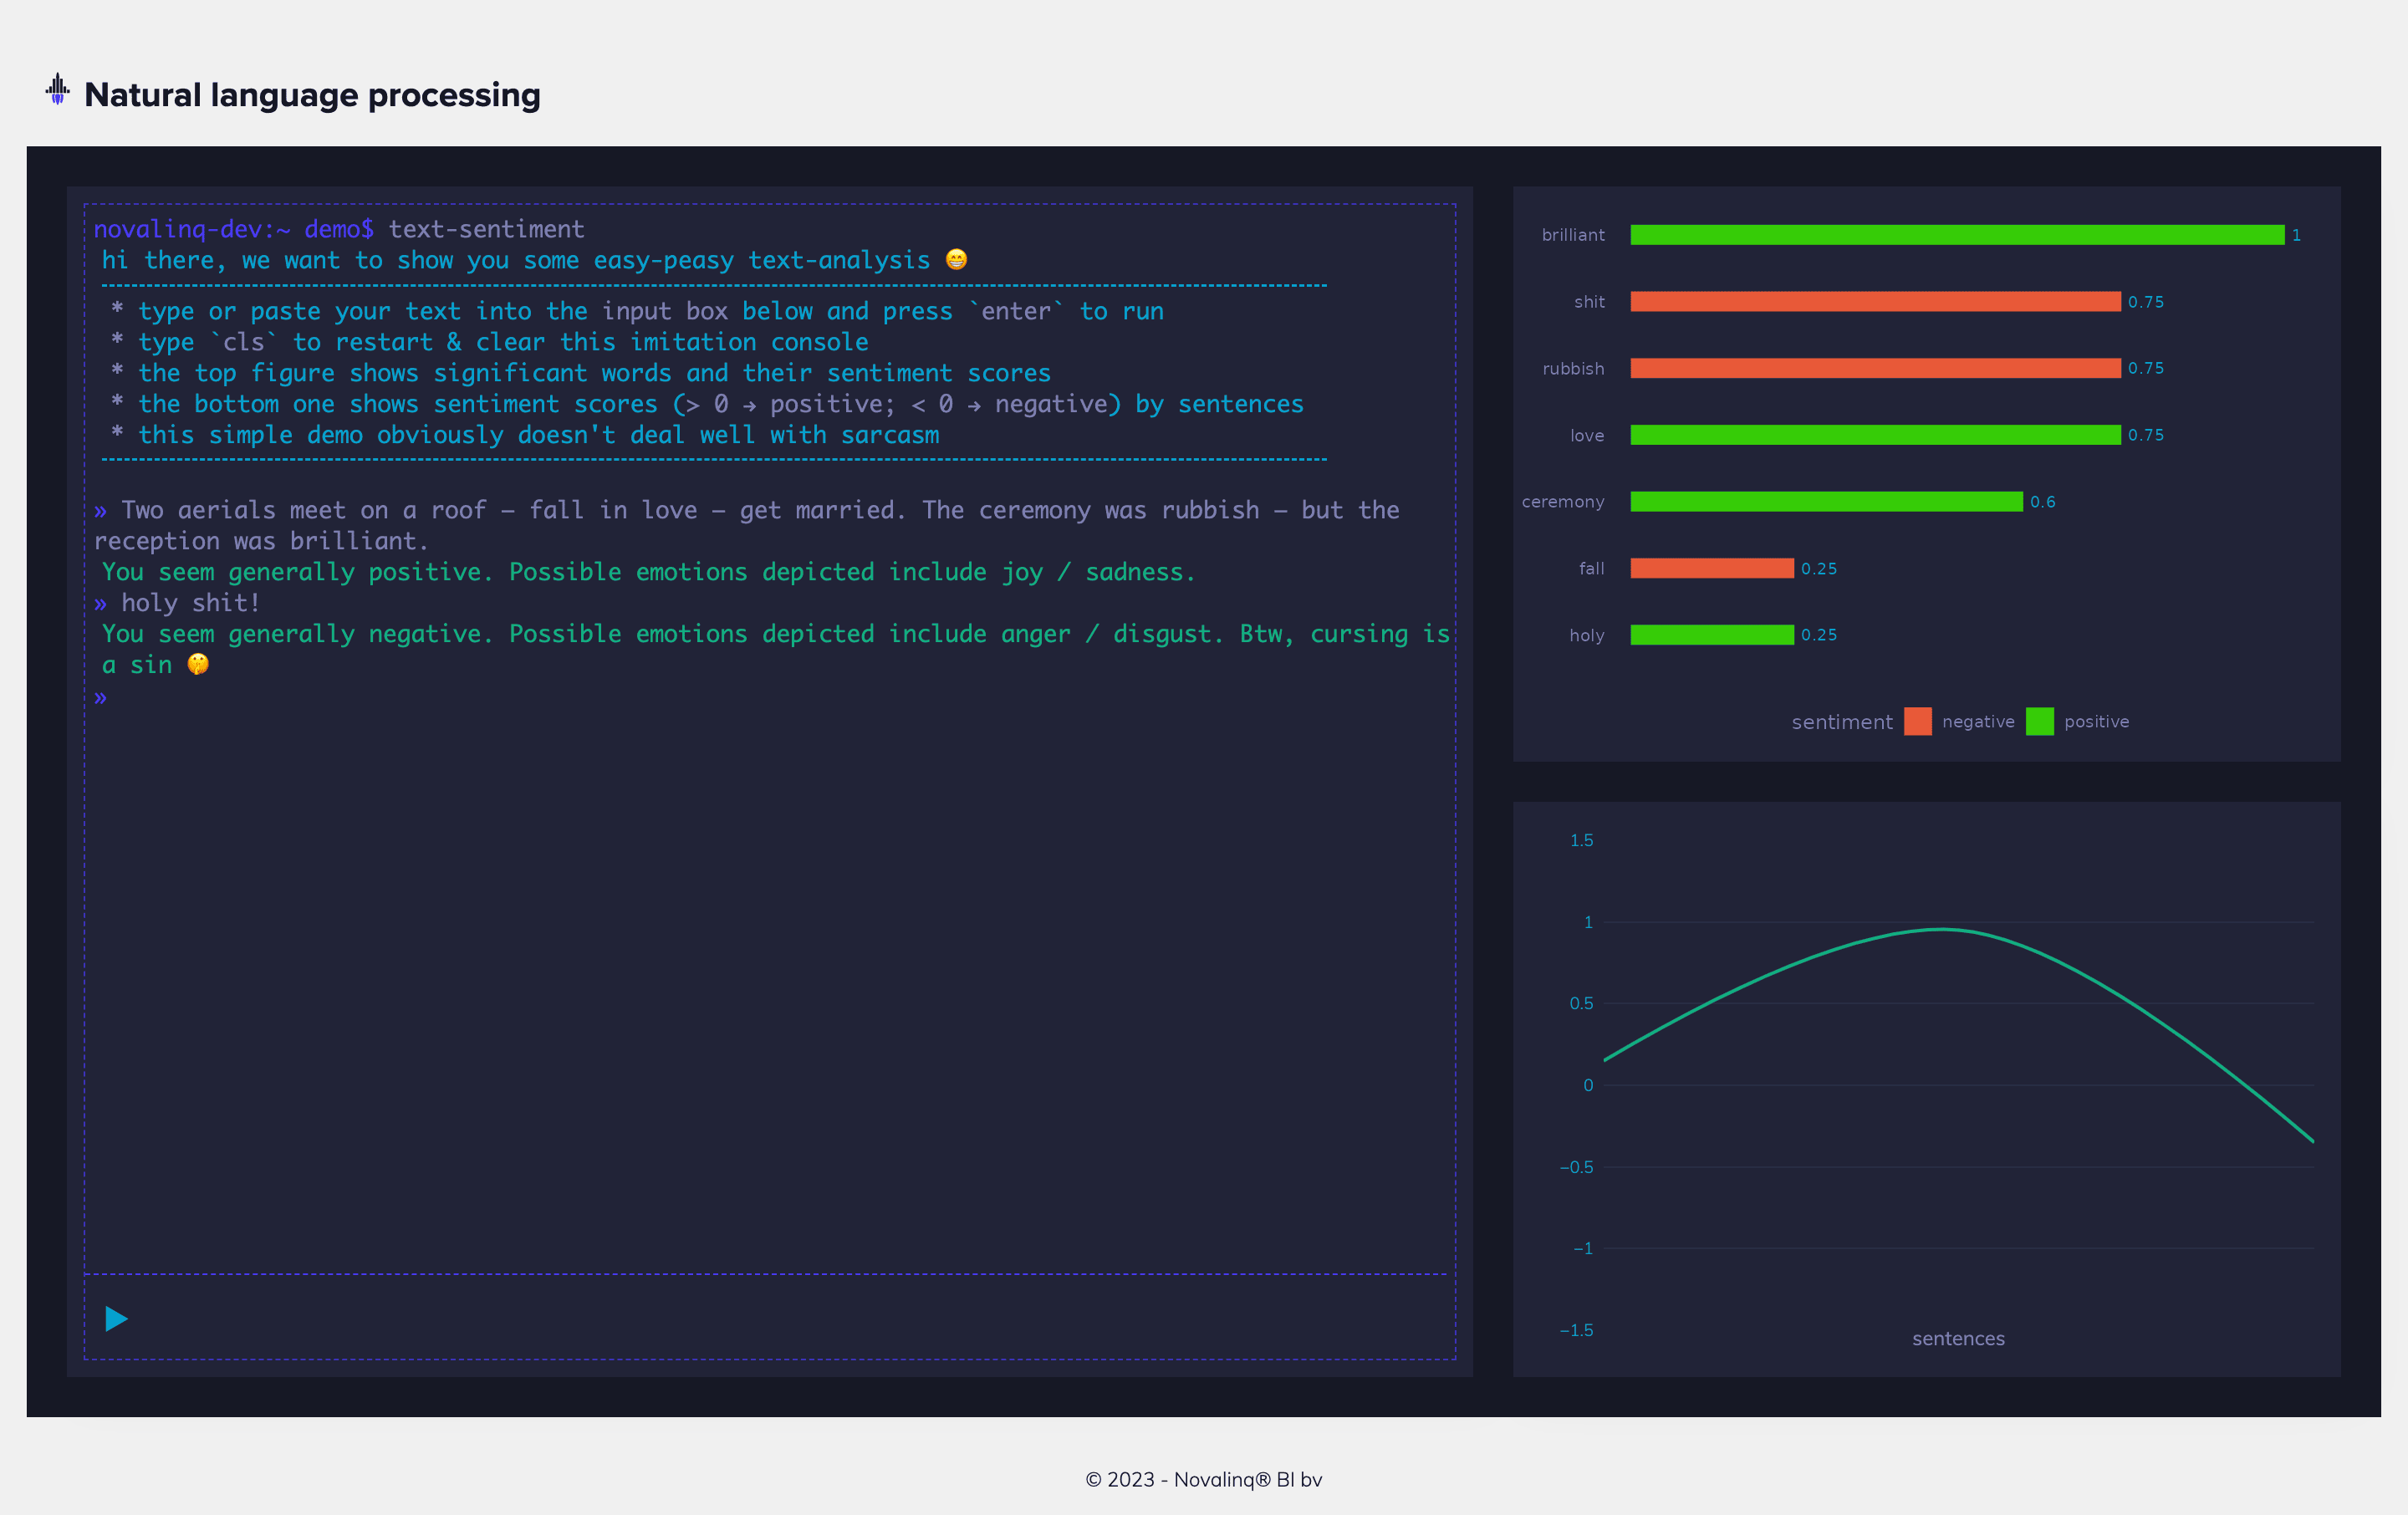 Natural language processing
novalinq-dev:~ demo$ text-sentiment
hi there, we want to show you some easy-peasy text-analysis 😁
* type or paste your text into the input box below and press `enter` to run
* type `cls` to restart & clear this imitation console
* the top figure shows significant words and their sentiment scores
* the bottom one shows sentiment scores (> 0 → positive; < 0 → negative) by sentences
* this simple demo obviously doesn't deal well with sarcasm
» Two aerials meet on a roof – fall in love – get married. The ceremony was rubbish – but the
reception was brilliant.
You seem generally positive. Possible emotions depicted include joy / sadness.
» holy shit!
You seem generally negative. Possible emotions depicted include anger / disgust. Btw, cursing is
a sin 🤫
»
brilliant 1
shit 0.75
rubbish 0.75
love 0.75
ceremony 0.6
fall 0.25
holy 0.25
sentiment negative positive
1.5
1
0.5
0
−0.5
−1
−1.5
sentences
© 2023 - Novalinq® BI bv